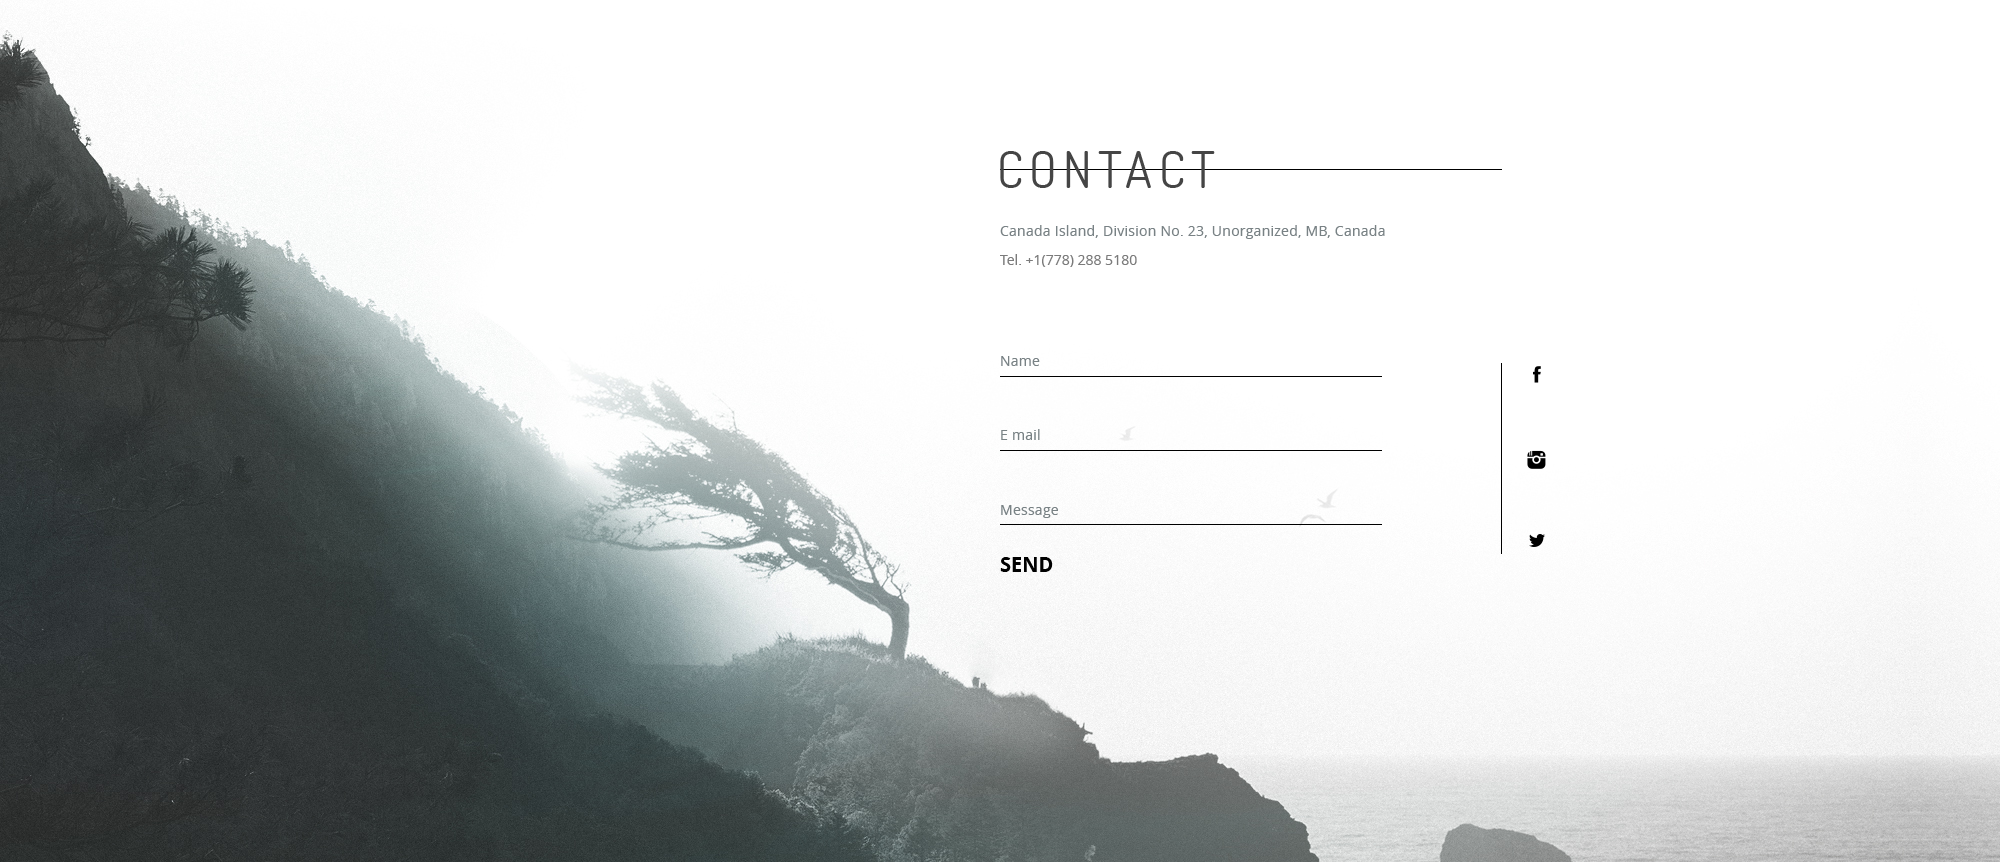 CONTACT
Canada Island, Division No. 23, Unorganized, MB, Canada
Tel. +1(778) 288 5180
Name
E mail
Message
SEND